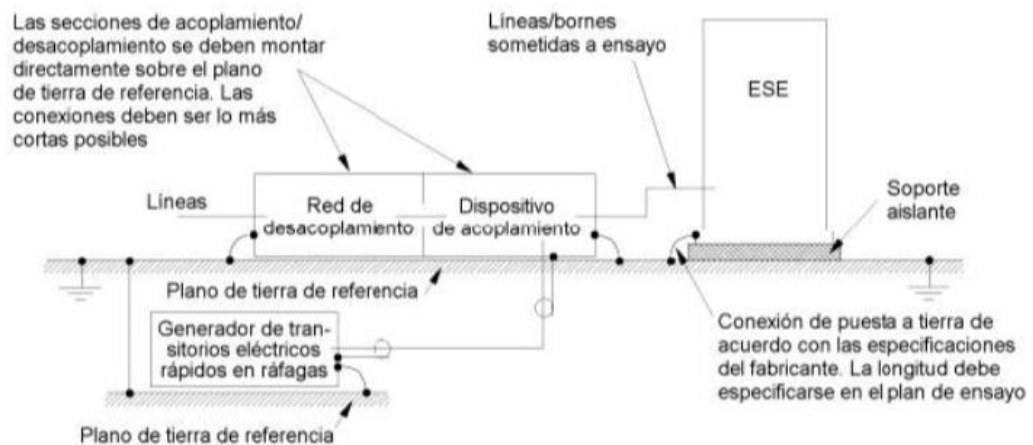 Las secciones de acoplamiento/
desacoplamiento se deben montar
directamente sobre el plano
de tierra de referencia. Las
conexiones deben ser lo más
cortas posibles
Líneas/bornes
sometidas a ensayo
ESE
Soporte
aislante
Líneas
Red de
desacoplamiento
Dispositivo
de acoplamiento
Plano de tierra de referencia
Generador de tran-
sitorios eléctricos
rápidos en ráfagas
Conexión de puesta a tierra de
acuerdo con las especificaciones
del fabricante. La longitud debe
especificarse en el plan de ensayo
Plano de tierra de referencia